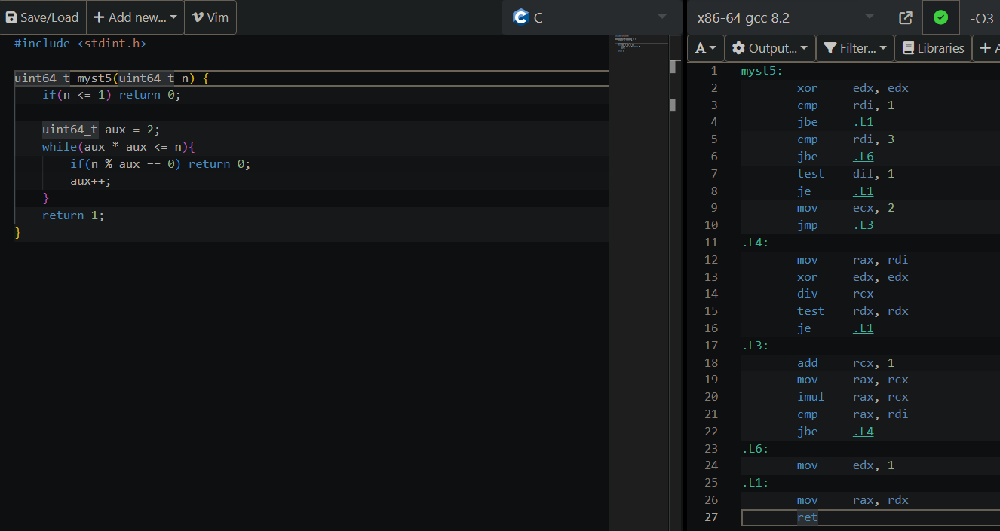 Save/Load + Add new... Vim C
#include <stdint.h>

uint64_t myst5(uint64_t n) {
    if(n <= 1) return 0;

    uint64_t aux = 2;
    while(aux * aux <= n){
        if(n % aux == 0) return 0;
        aux++;
    }
    return 1;
}
x86-64 gcc 8.2 -O3
A Output... Filter... Libraries + A
1 myst5:
2         xor     edx, edx
3         cmp     rdi, 1
4         jbe     .L1
5         cmp     rdi, 3
6         jbe     .L6
7         test    dil, 1
8         je      .L1
9         mov     ecx, 2
10         jmp     .L3
11 .L4:
12         mov     rax, rdi
13         xor     edx, edx
14         div     rcx
15         test    rdx, rdx
16         je      .L1
17 .L3:
18         add     rcx, 1
19         mov     rax, rcx
20         imul    rax, rcx
21         cmp     rax, rdi
22         jbe     .L4
23 .L6:
24         mov     edx, 1
25 .L1:
26         mov     rax, rdx
27         ret